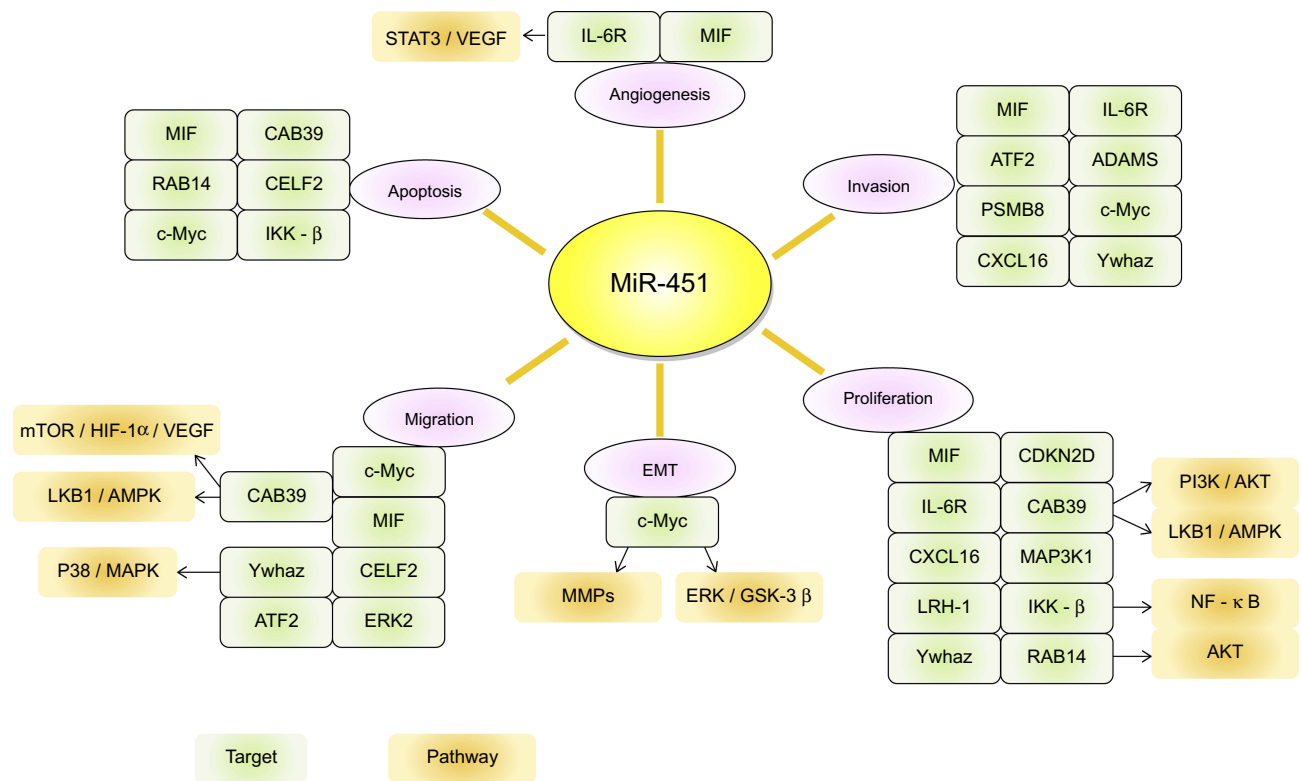 STAT3 / VEGF
IL-6R
MIF
Angiogenesis
MIF
CAB39
RAB14
CELF2
c-Myc
IKK - β
Apoptosis
Invasion
MIF
IL-6R
ATF2
ADAMS
PSMB8
c-Myc
CXCL16
Ywhaz
MiR-451
Migration
mTOR / HIF-1α / VEGF
LKB1 / AMPK
P38 / MAPK
c-Myc
CAB39
MIF
Ywhaz
CELF2
ATF2
ERK2
EMT
c-Myc
MMPs
ERK / GSK-3 β
Proliferation
MIF
CDKN2D
IL-6R
CAB39
CXCL16
MAP3K1
LRH-1
IKK - β
Ywhaz
RAB14
PI3K / AKT
LKB1 / AMPK
NF - κ B
AKT
Target
Pathway